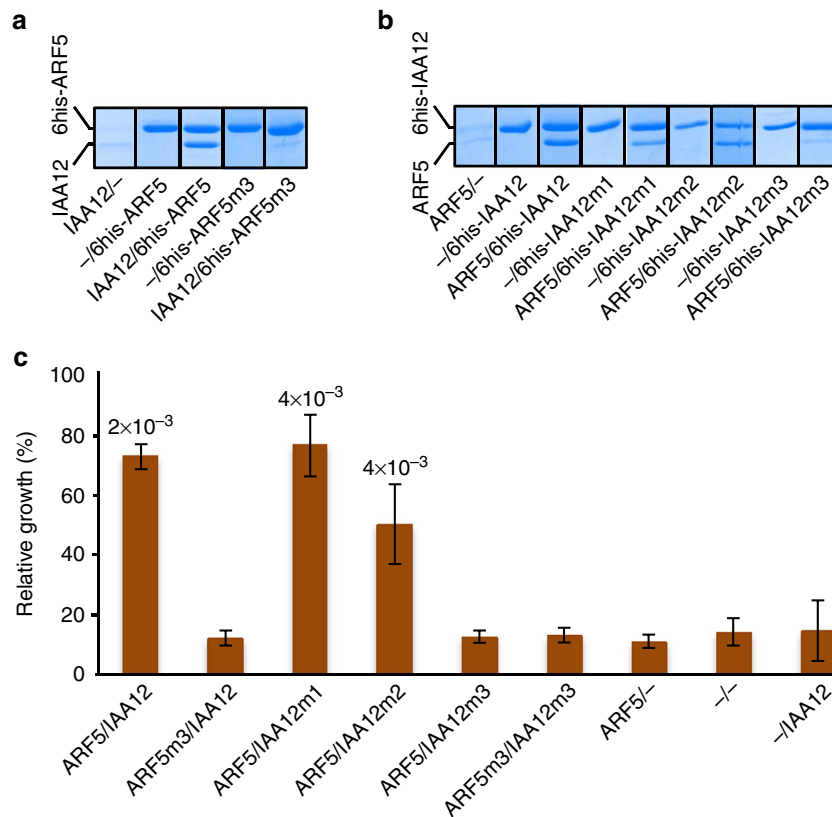 a
6his-ARF5
IAA12
IAA12/–
–/6his-ARF5
IAA12/6his-ARF5
–/6his-ARF5m3
IAA12/6his-ARF5m3
b
6his-IAA12
ARF5
ARF5/–
–/6his-IAA12
ARF5/6his-IAA12
–/6his-IAA12m1
ARF5/6his-IAA12m1
–/6his-IAA12m2
ARF5/6his-IAA12m2
–/6his-IAA12m3
ARF5/6his-IAA12m3
c
Relative growth (%)
100
80
60
40
20
0
2×10⁻³
4×10⁻³
4×10⁻³
ARF5/IAA12
ARF5m3/IAA12
ARF5/IAA12m1
ARF5/IAA12m2
ARF5/IAA12m3
ARF5m3/IAA12m3
ARF5/–
–/–
–/IAA12